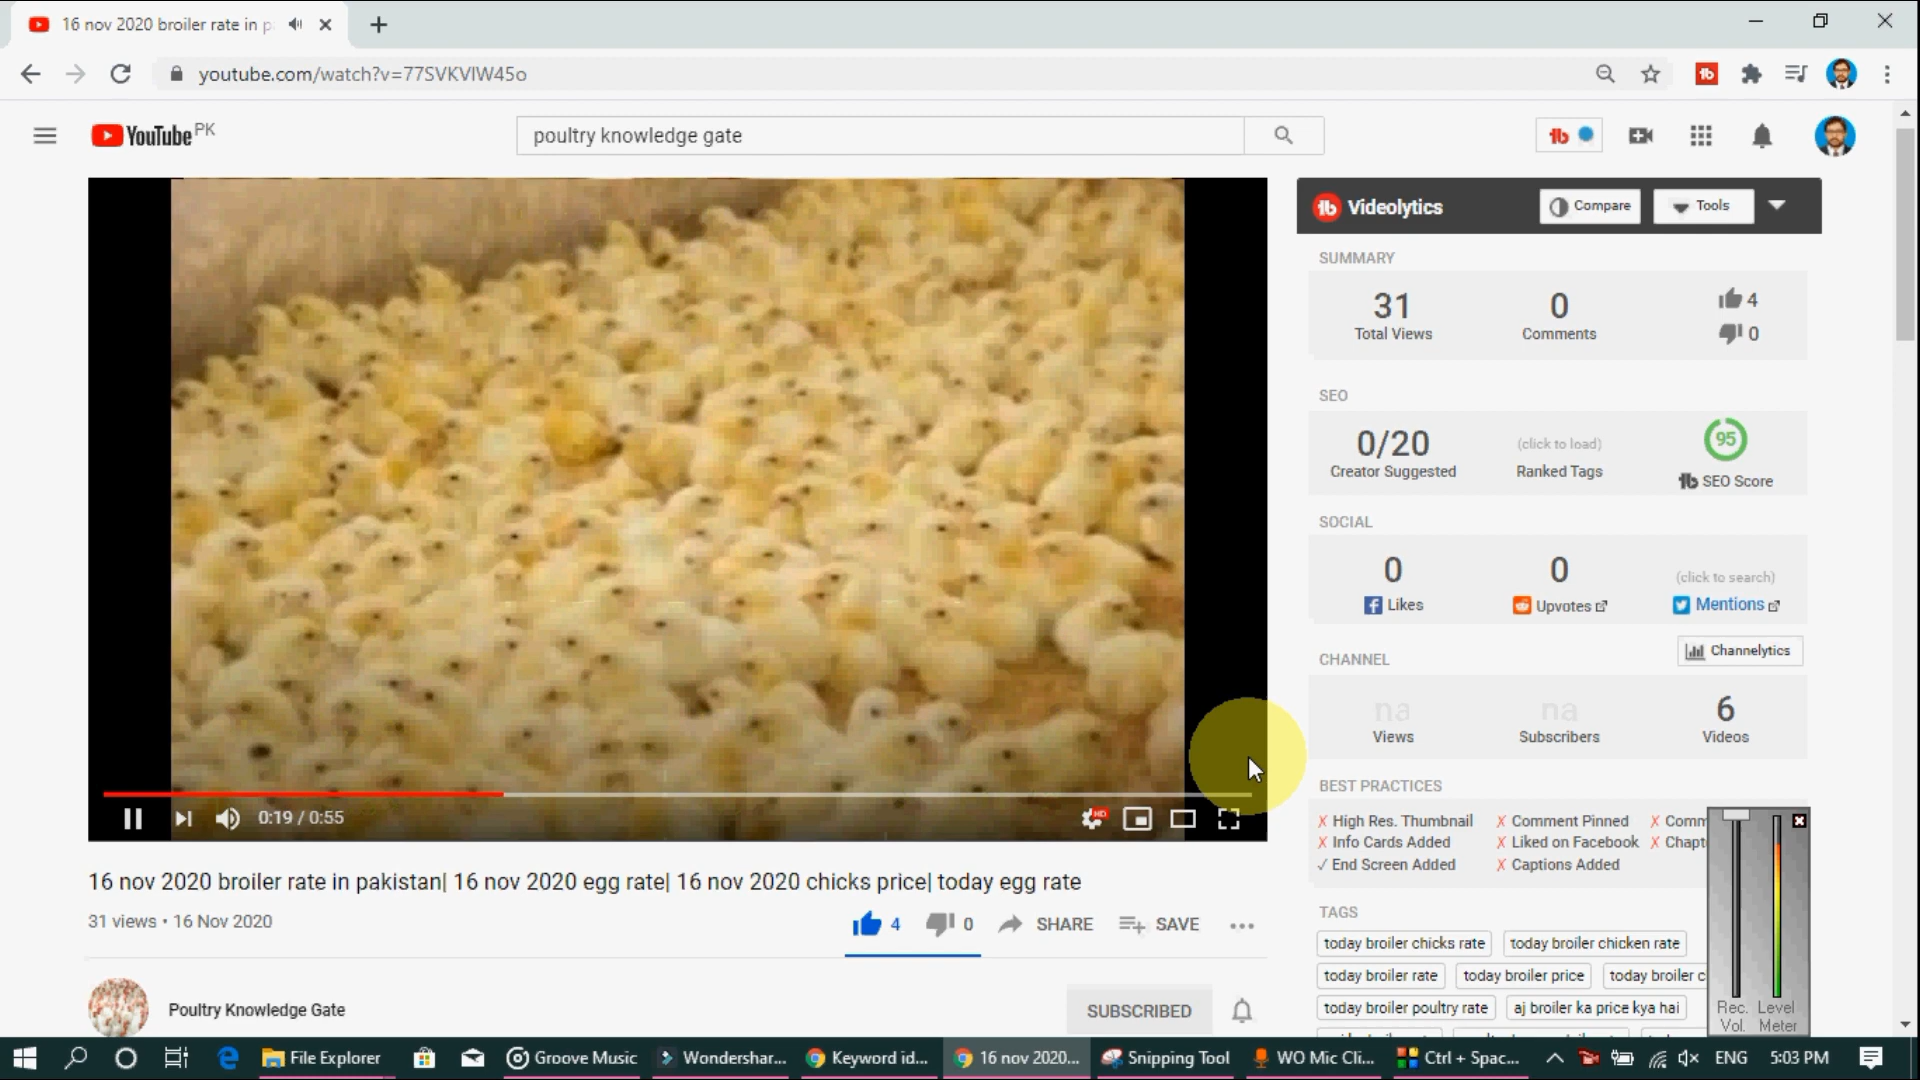 16 nov 2020 broiler rate in p
youtube.com/watch?v=77SVKVlW45o
YouTube PK
poultry knowledge gate
Videolytics
Compare
Tools
SUMMARY
31
Total Views
0
Comments
4
0
SEO
0/20
Creator Suggested
(click to load)
Ranked Tags
95
SEO Score
SOCIAL
0
Likes
0
Upvotes
(click to search)
Mentions
CHANNEL
Channelytics
na
Views
na
Subscribers
6
Videos
BEST PRACTICES
X High Res. Thumbnail X Comment Pinned X Comm
X Info Cards Added X Liked on Facebook X Chapt
✓ End Screen Added X Captions Added
TAGS
today broiler chicks rate today broiler chicken rate
today broiler rate today broiler price today broiler c
today broiler poultry rate aj broiler ka price kya hai
Rec. Vol.
Level Meter
HD
0:19 / 0:55
16 nov 2020 broiler rate in pakistan| 16 nov 2020 egg rate| 16 nov 2020 chicks price| today egg rate
31 views • 16 Nov 2020
4 0 SHARE SAVE
Poultry Knowledge Gate
SUBSCRIBED
File Explorer Groove Music Wondershar... Keyword id... 16 nov 2020... Snipping Tool WO Mic Cli... Ctrl + Spac... ENG 5:03 PM